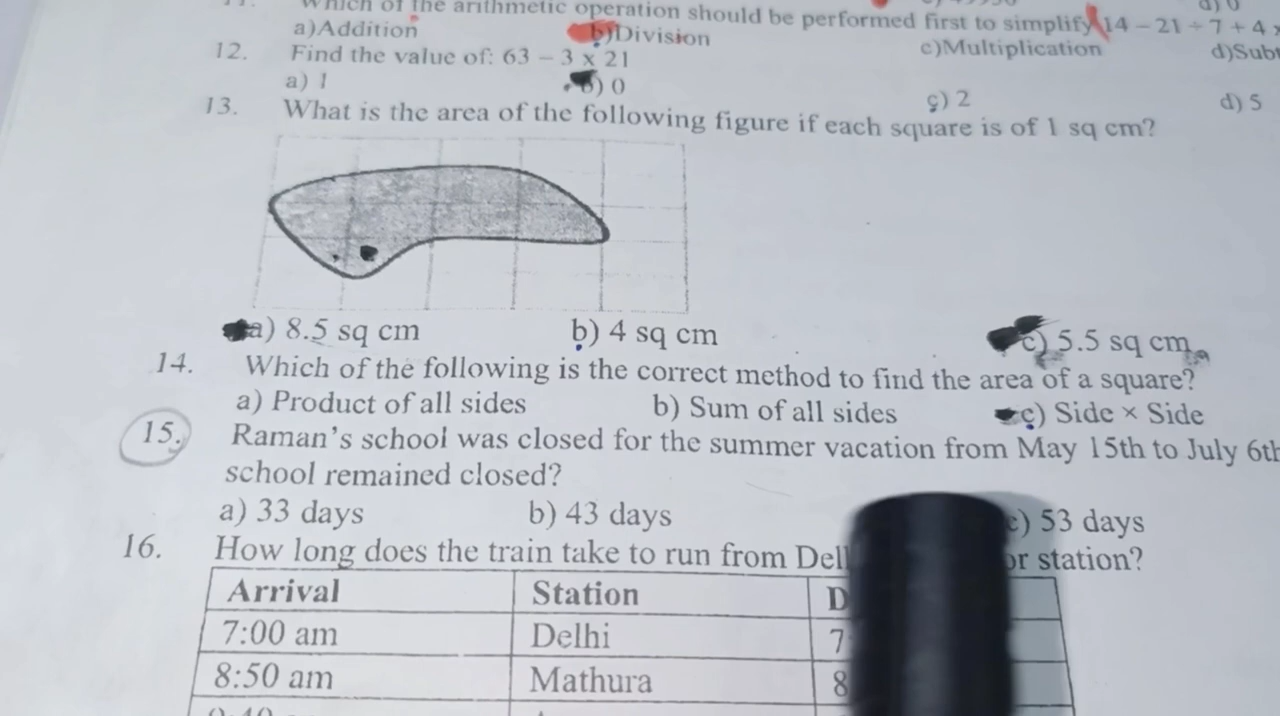 Which of the arithmetic operation should be performed first to simplify 14 – 21 ÷ 7 + 4
a)Addition b)Division c)Multiplication d)Sub
12. Find the value of: 63 – 3 x 21
a) 1 b) 0 c) 2 d) 5
13. What is the area of the following figure if each square is of 1 sq cm?
a) 8.5 sq cm b) 4 sq cm c) 5.5 sq cm
14. Which of the following is the correct method to find the area of a square?
a) Product of all sides b) Sum of all sides c) Side × Side
15. Raman's school was closed for the summer vacation from May 15th to July 6th
school remained closed?
a) 33 days b) 43 days c) 53 days
16. How long does the train take to run from Del or station?
Arrival Station D
7:00 am Delhi 7
8:50 am Mathura 8